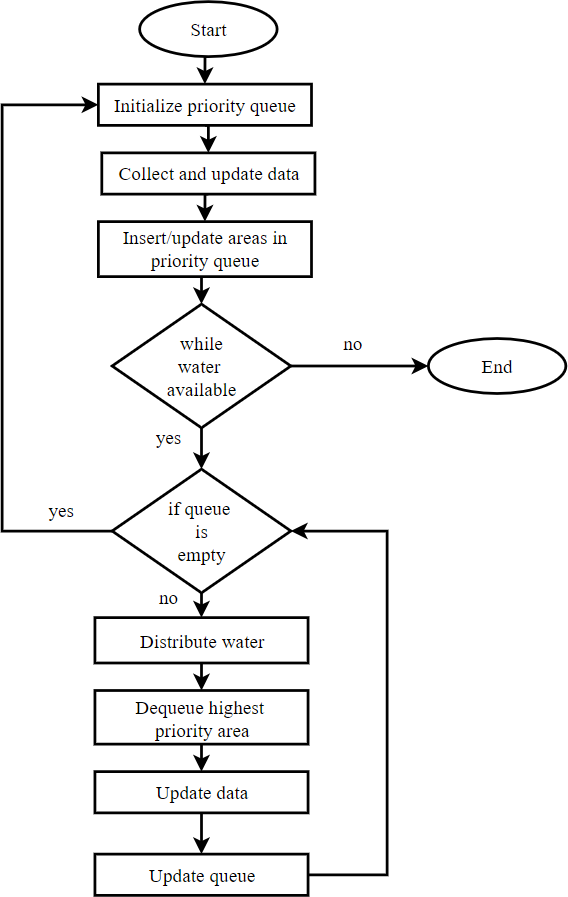 Start
Initialize priority queue
Collect and update data
Insert/update areas in
priority queue
while
water
available
no
End
yes
yes
if queue
is
empty
no
Distribute water
Dequeue highest
priority area
Update data
Update queue